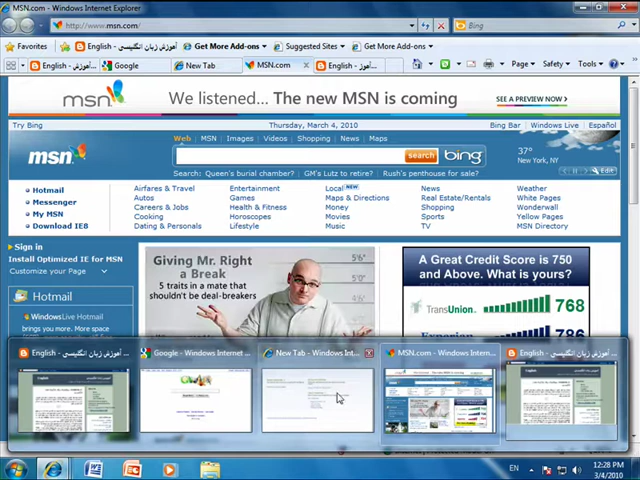 MSN.com - Windows Internet Explorer
http://www.msn.com/
Bing
Favorites
English - آموزش زبان انگلیسی
Get More Add-ons
Suggested Sites
Get More Add-ons
English - آموزش
Google
New Tab
MSN.com
English - آموز
Page
Safety
Tools
msn
We listened... The new MSN is coming
SEE A PREVIEW NOW
Try Bing
Thursday, March 4, 2010
Bing Bar
Windows Live
Español
msn
Web
MSN
Images
Videos
Shopping
News
Maps
search
bing
Search: Queen's burial chamber?
GM's Lutz to retire?
Rush's penthouse for sale?
37°
New York, NY
Edit
Hotmail
Messenger
My MSN
Download IE8
Airfares & Travel
Autos
Careers & Jobs
Cooking
Dating & Personals
Entertainment
Games
Health & Fitness
Horoscopes
Lifestyle
Local NEW
Maps & Directions
Money
Movies
Music
News
Real Estate/Rentals
Shopping
Sports
TV
Weather
White Pages
Wonderwall
Yellow Pages
MSN Directory
Sign in
Install Optimized IE for MSN
Customize your Page
Hotmail
Windows Live Hotmail
brings you more. More space
Giving Mr. Right
a Break
5 traits in a mate that
shouldn't be deal-breakers
5'6"
5'0"
A Great Credit Score is 750
and Above. What is yours?
TransUnion
768
Experian
786
English - آموزش زبان انگلیسی
Google - Windows Internet ...
New Tab - Windows Int...
MSN.com - Windows Intern...
English - آموزش زبان انگلیسی
EN
12:28 PM
3/4/2010